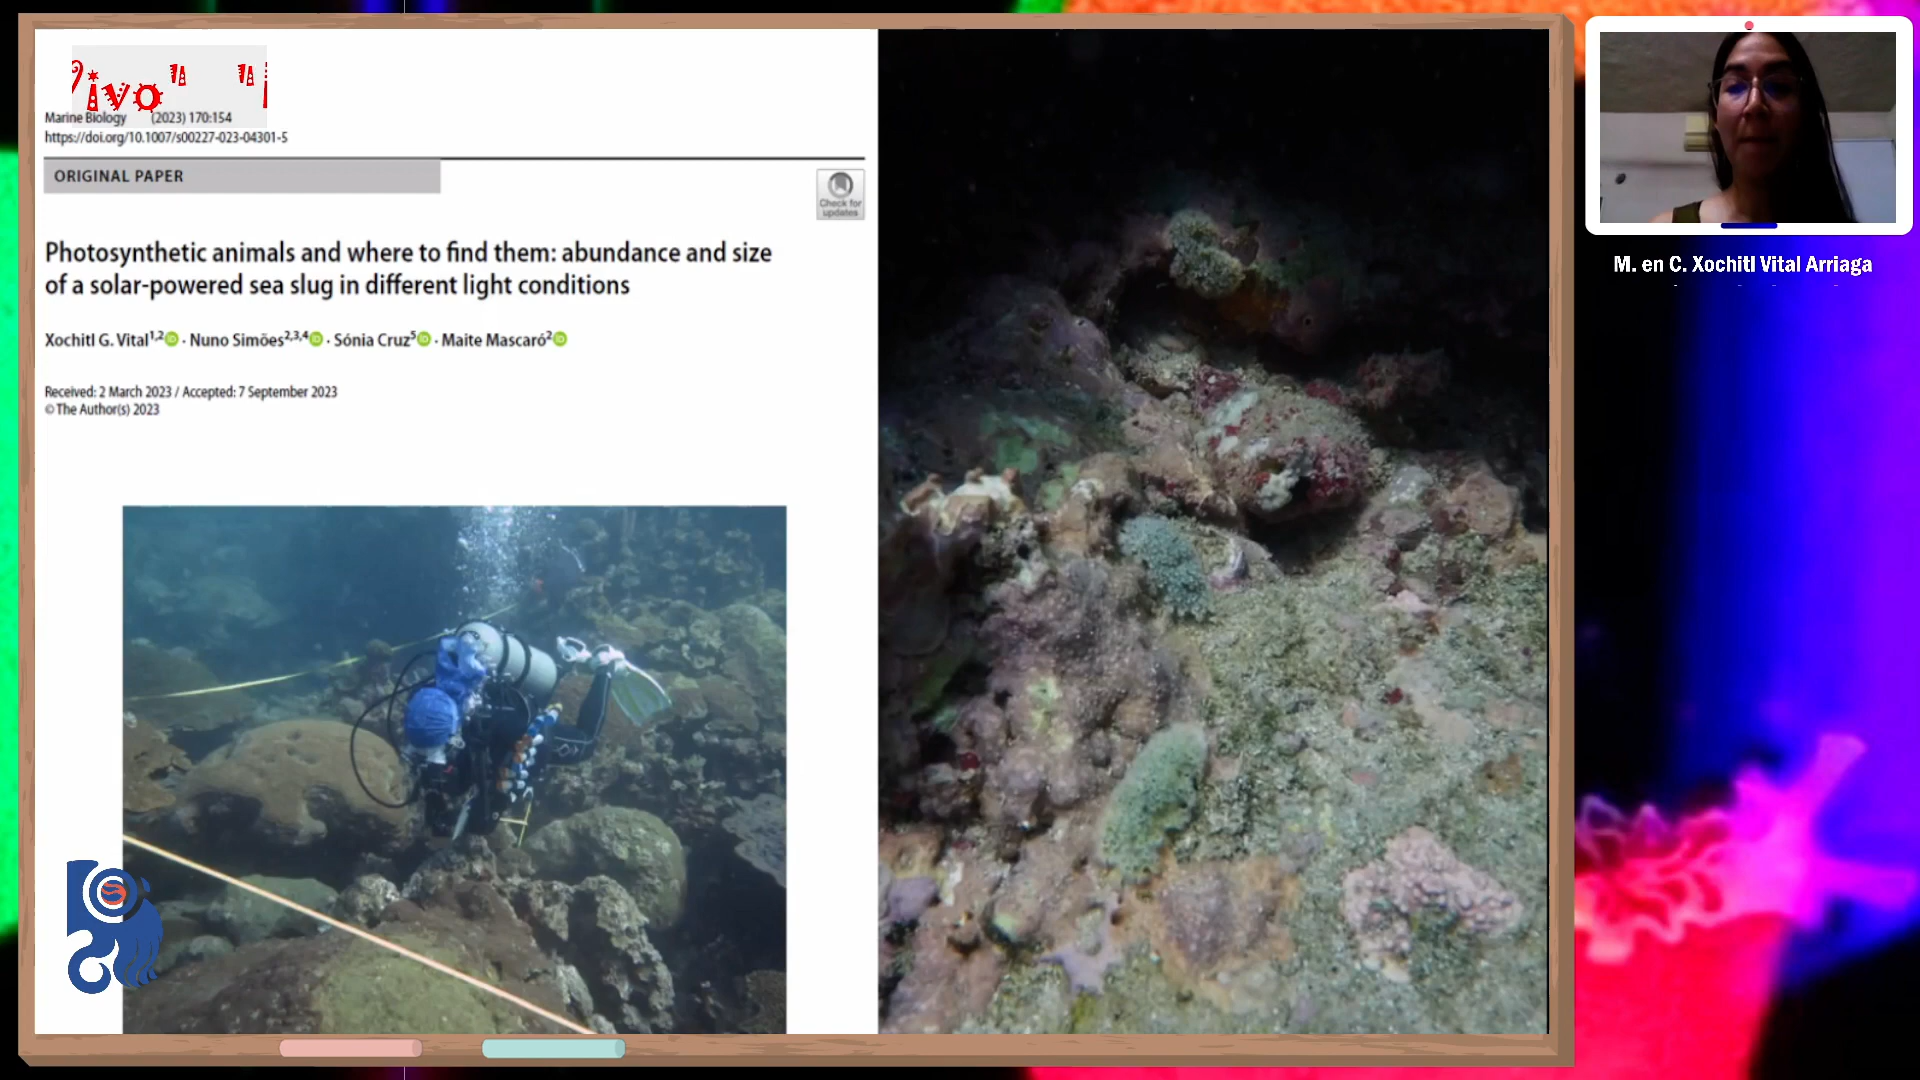 Vivo
Marine Biology (2023) 170:154
https://doi.org/10.1007/s00227-023-04301-5
ORIGINAL PAPER
Check for
updates
Photosynthetic animals and where to find them: abundance and size
of a solar-powered sea slug in different light conditions
Xochitl G. Vital1,2 · Nuno Simões2,3,4 · Sónia Cruz5 · Maite Mascaró2
Received: 2 March 2023 / Accepted: 7 September 2023
© The Author(s) 2023
M. en C. Xochitl Vital Arriaga